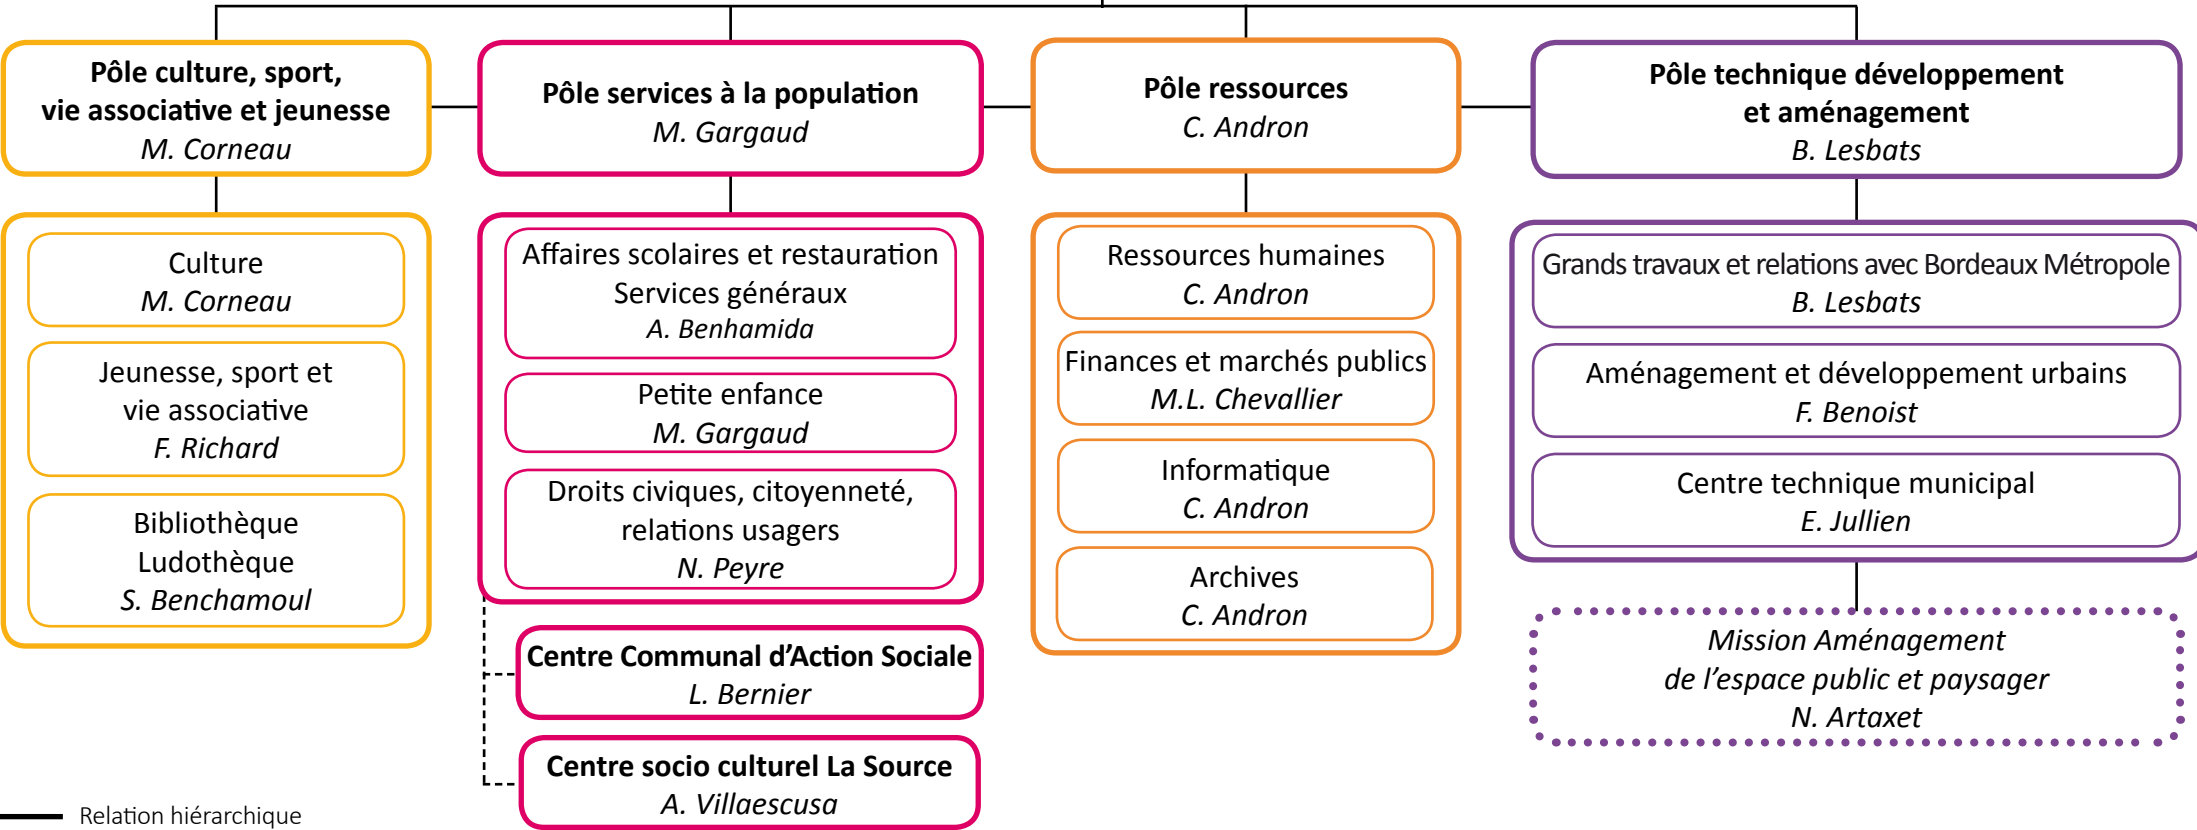 Pôle culture, sport,
vie associative et jeunesse
M. Corneau
Culture
M. Corneau
Jeunesse, sport et
vie associative
F. Richard
Bibliothèque
Ludothèque
S. Benchamoul
Pôle services à la population
M. Gargaud
Affaires scolaires et restauration
Services généraux
A. Benhamida
Petite enfance
M. Gargaud
Droits civiques, citoyenneté,
relations usagers
N. Peyre
Centre Communal d’Action Sociale
L. Bernier
Centre socio culturel La Source
A. Villaescusa
Pôle ressources
C. Andron
Ressources humaines
C. Andron
Finances et marchés publics
M.L. Chevallier
Informatique
C. Andron
Archives
C. Andron
Pôle technique développement
et aménagement
B. Lesbats
Grands travaux et relations avec Bordeaux Métropole
B. Lesbats
Aménagement et développement urbains
F. Benoist
Centre technique municipal
E. Jullien
Mission Aménagement
de l’espace public et paysager
N. Artaxet
Relation hiérarchique